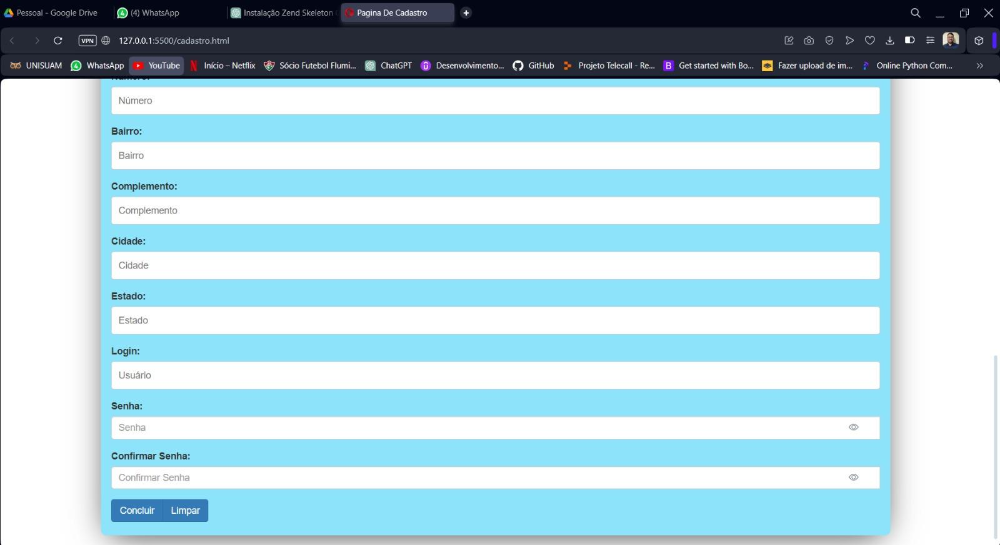 Pessoal - Google Drive
(4) WhatsApp
Instalação Zend Skeleton
Pagina De Cadastro
VPN
127.0.0.1:5500/cadastro.html
UNISUAM
WhatsApp
YouTube
Início – Netflix
Sócio Futebol Flumi...
ChatGPT
Desenvolvimento...
GitHub
Projeto Telecall - Re...
Get started with Bo...
Fazer upload de im...
Online Python Com...
Número:
Número
Bairro:
Bairro
Complemento:
Complemento
Cidade:
Cidade
Estado:
Estado
Login:
Usuário
Senha:
Senha
Confirmar Senha:
Confirmar Senha
Concluir
Limpar